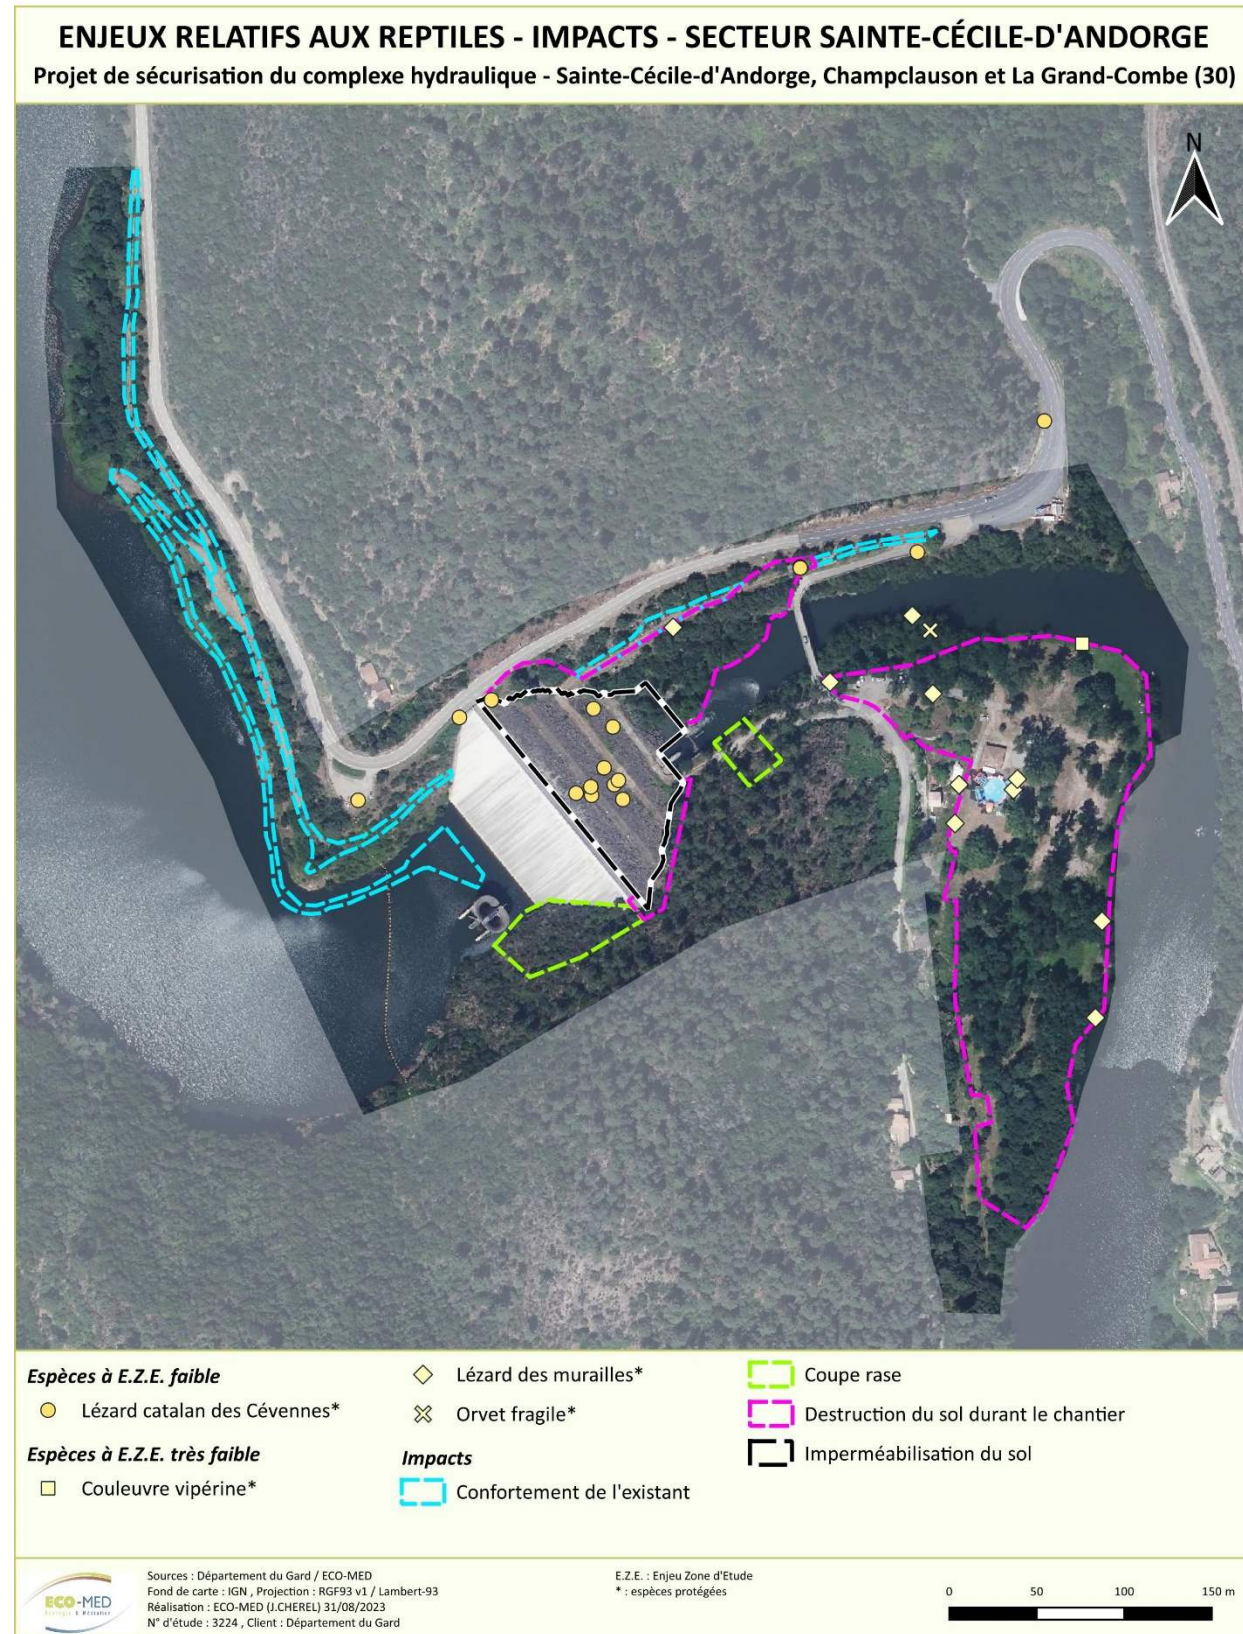 ENJEUX RELATIFS AUX REPTILES - IMPACTS - SECTEUR SAINTE-CÉCILE-D'ANDORGE
Projet de sécurisation du complexe hydraulique - Sainte-Cécile-d'Andorge, Champclauson et La Grand-Combe (30)
N
Espèces à E.Z.E. faible
Lézard catalan des Cévennes*
Espèces à E.Z.E. très faible
Couleuvre vipérine*
Lézard des murailles*
Orvet fragile*
Impacts
Confortement de l'existant
Coupe rase
Destruction du sol durant le chantier
Imperméabilisation du sol
ECO-MED
Ecologie & Médiation
Sources : Département du Gard / ECO-MED
Fond de carte : IGN , Projection : RGF93 v1 / Lambert-93
Réalisation : ECO-MED (J.CHEREL) 31/08/2023
N° d'étude : 3224 , Client : Département du Gard
E.Z.E. : Enjeu Zone d'Etude
* : espèces protégées
0 50 100 150 m